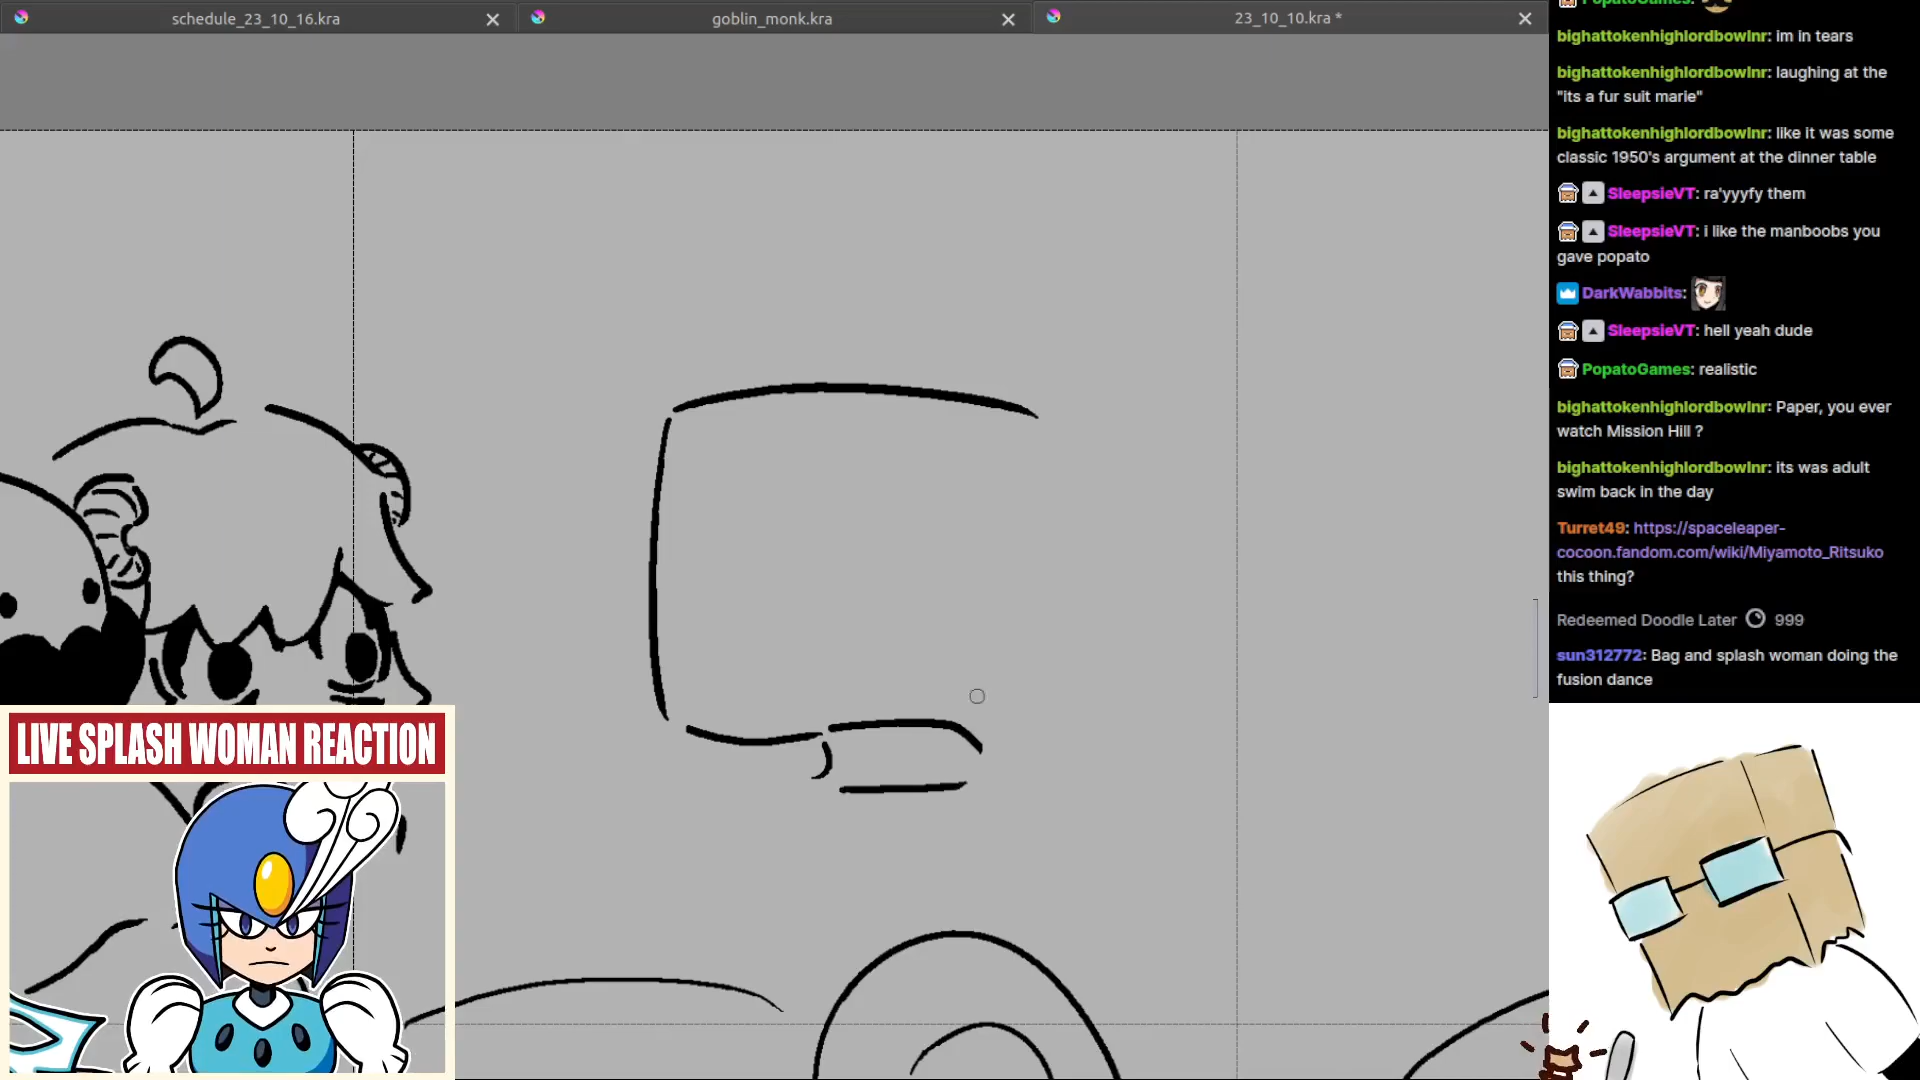 schedule_23_10_16.kra
goblin_monk.kra
23_10_10.kra *
PopatoGames:
bighattokenhighlordbowlnr: im in tears
bighattokenhighlordbowlnr: laughing at the
"its a fur suit marie"
bighattokenhighlordbowlnr: like it was some
classic 1950's argument at the dinner table
SleepsieVT: ra'yyyfy them
SleepsieVT: i like the manboobs you
gave popato
DarkWabbits:
SleepsieVT: hell yeah dude
PopatoGames: realistic
bighattokenhighlordbowlnr: Paper, you ever
watch Mission Hill ?
bighattokenhighlordbowlnr: its was adult
swim back in the day
Turret49: https://spaceleaper-
cocoon.fandom.com/wiki/Miyamoto_Ritsuko
this thing?
Redeemed Doodle Later 999
sun312772: Bag and splash woman doing the
fusion dance
LIVE SPLASH WOMAN REACTION